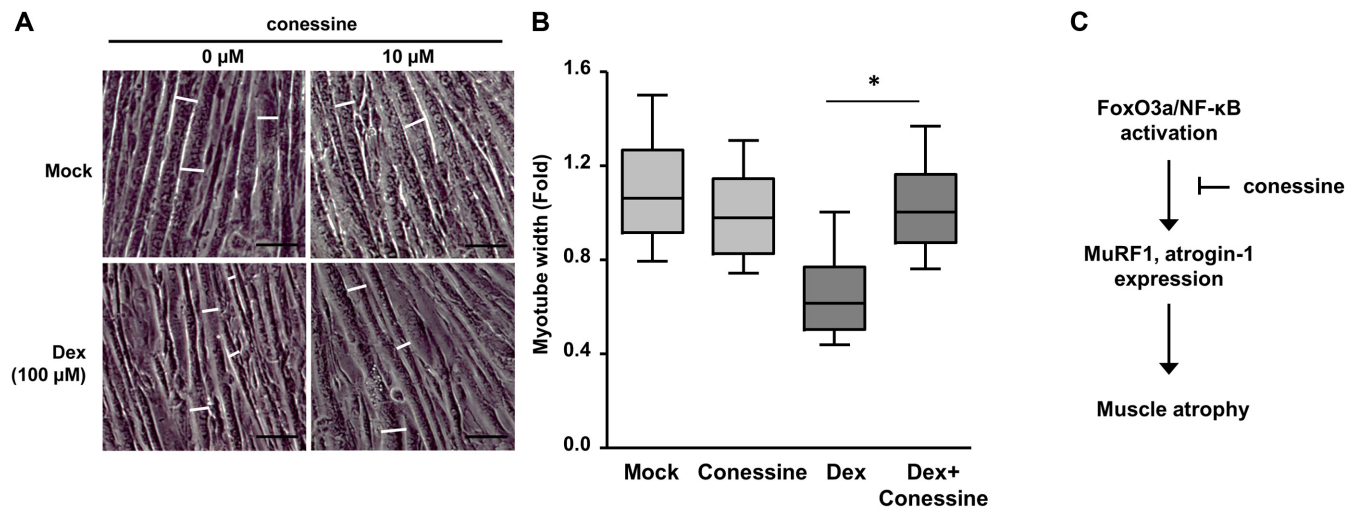 A
conessine
0 µM
10 µM
Mock
Dex
(100 µM)
B
Myotube width (Fold)
1.6
1.2
0.8
0.4
0.0
*
Mock
Conessine
Dex
Dex+
Conessine
C
FoxO3a/NF-κB
activation
conessine
MuRF1, atrogin-1
expression
Muscle atrophy